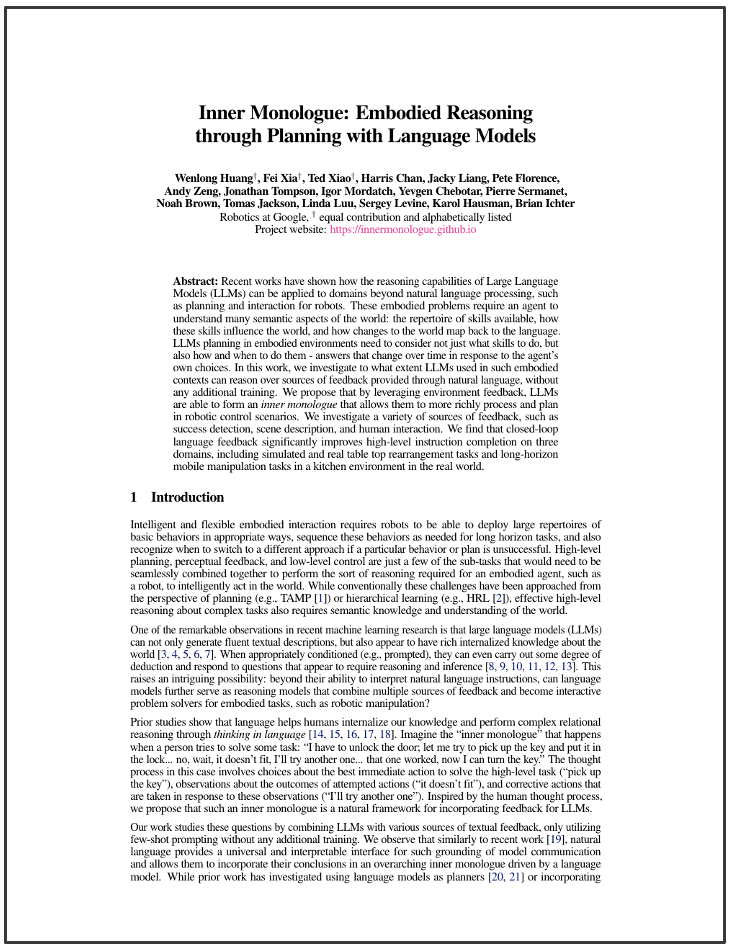 Inner Monologue: Embodied Reasoning
through Planning with Language Models
Wenlong Huang†, Fei Xia†, Ted Xiao†, Harris Chan, Jacky Liang, Pete Florence,
Andy Zeng, Jonathan Tompson, Igor Mordatch, Yevgen Chebotar, Pierre Sermanet,
Noah Brown, Tomas Jackson, Linda Luu, Sergey Levine, Karol Hausman, Brian Ichter
Robotics at Google, † equal contribution and alphabetically listed
Project website: https://innermonologue.github.io
Abstract: Recent works have shown how the reasoning capabilities of Large Language
Models (LLMs) can be applied to domains beyond natural language processing, such
as planning and interaction for robots. These embodied problems require an agent to
understand many semantic aspects of the world: the repertoire of skills available, how
these skills influence the world, and how changes to the world map back to the language.
LLMs planning in embodied environments need to consider not just what skills to do, but
also how and when to do them - answers that change over time in response to the agent's
own choices. In this work, we investigate to what extent LLMs used in such embodied
contexts can reason over sources of feedback provided through natural language, without
any additional training. We propose that by leveraging environment feedback, LLMs
are able to form an inner monologue that allows them to more richly process and plan
in robotic control scenarios. We investigate a variety of sources of feedback, such as
success detection, scene description, and human interaction. We find that closed-loop
language feedback significantly improves high-level instruction completion on three
domains, including simulated and real table top rearrangement tasks and long-horizon
mobile manipulation tasks in a kitchen environment in the real world.
1 Introduction
Intelligent and flexible embodied interaction requires robots to be able to deploy large repertoires of
basic behaviors in appropriate ways, sequence these behaviors as needed for long horizon tasks, and also
recognize when to switch to a different approach if a particular behavior or plan is unsuccessful. High-level
planning, perceptual feedback, and low-level control are just a few of the sub-tasks that would need to be
seamlessly combined together to perform the sort of reasoning required for an embodied agent, such as
a robot, to intelligently act in the world. While conventionally these challenges have been approached from
the perspective of planning (e.g., TAMP [1]) or hierarchical learning (e.g., HRL [2]), effective high-level
reasoning about complex tasks also requires semantic knowledge and understanding of the world.
One of the remarkable observations in recent machine learning research is that large language models (LLMs)
can not only generate fluent textual descriptions, but also appear to have rich internalized knowledge about the
world [3, 4, 5, 6, 7]. When appropriately conditioned (e.g., prompted), they can even carry out some degree of
deduction and respond to questions that appear to require reasoning and inference [8, 9, 10, 11, 12, 13]. This
raises an intriguing possibility: beyond their ability to interpret natural language instructions, can language
models further serve as reasoning models that combine multiple sources of feedback and become interactive
problem solvers for embodied tasks, such as robotic manipulation?
Prior studies show that language helps humans internalize our knowledge and perform complex relational
reasoning through thinking in language [14, 15, 16, 17, 18]. Imagine the “inner monologue” that happens
when a person tries to solve some task: “I have to unlock the door; let me try to pick up the key and put it in
the lock... no, wait, it doesn't fit, I'll try another one... that one worked, now I can turn the key.” The thought
process in this case involves choices about the best immediate action to solve the high-level task (“pick up
the key”), observations about the outcomes of attempted actions (“it doesn't fit”), and corrective actions that
are taken in response to these observations (“I'll try another one”). Inspired by the human thought process,
we propose that such an inner monologue is a natural framework for incorporating feedback for LLMs.
Our work studies these questions by combining LLMs with various sources of textual feedback, only utilizing
few-shot prompting without any additional training. We observe that similarly to recent work [19], natural
language provides a universal and interpretable interface for such grounding of model communication
and allows them to incorporate their conclusions in an overarching inner monologue driven by a language
model. While prior work has investigated using language models as planners [20, 21] or incorporating